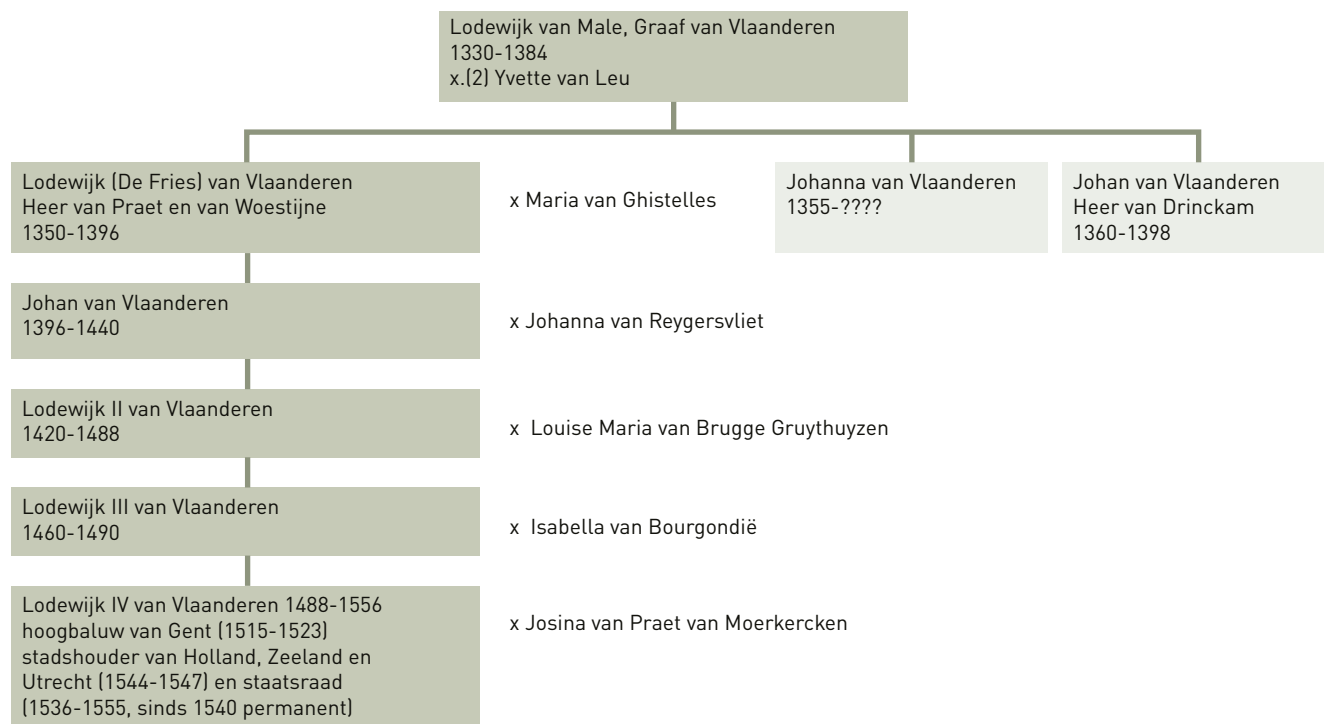 Lodewijk van Male, Graaf van Vlaanderen
1330-1384
x.(2) Yvette van Leu
Lodewijk (De Fries) van Vlaanderen
Heer van Praet en van Woestijne
1350-1396
x Maria van Ghistelles
Johanna van Vlaanderen
1355-????
Johan van Vlaanderen
Heer van Drinckam
1360-1398
Johan van Vlaanderen
1396-1440
x Johanna van Reygersvliet
Lodewijk II van Vlaanderen
1420-1488
x Louise Maria van Brugge Gruythuyzen
Lodewijk III van Vlaanderen
1460-1490
x Isabella van Bourgondië
Lodewijk IV van Vlaanderen 1488-1556
hoogbaluw van Gent (1515-1523)
stadshouder van Holland, Zeeland en
Utrecht (1544-1547) en staatsraad
(1536-1555, sinds 1540 permanent)
x Josina van Praet van Moerkercken